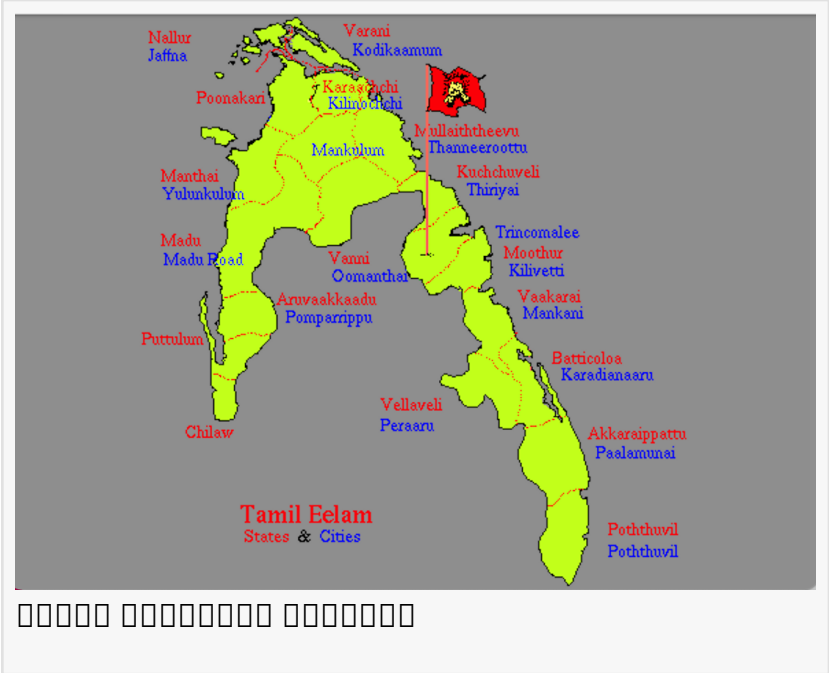 Nallur
Jaffna
Varani
Kodikaamum
Poonakari
Karaachchi
Kilinochchi
Mullaiththeevu
Thanneeroottu
Mankulum
Manthai
Yulunkulum
Kuchchuveli
Thiriyai
Madu
Madu Road
Trincomalee
Moothur
Kilivetti
Vanni
Oomanthai
Aruvaakkaadu
Pomparrippu
Vaakarai
Mankani
Puttulum
Batticoloa
Karadianaaru
Vellaveli
Peraaru
Chilaw
Akkaraippattu
Paalamunai
Tamil Eelam
States & Cities
Poththuvil
Poththuvil